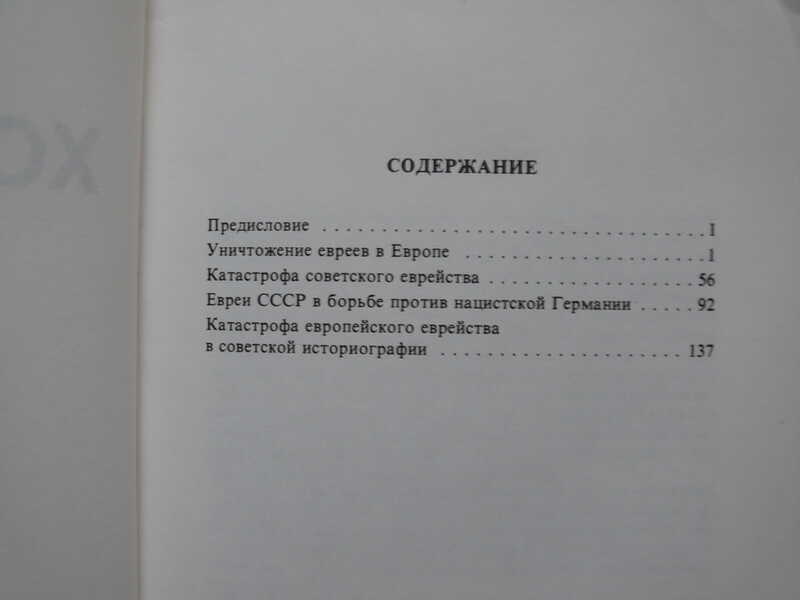 СОДЕРЖАНИЕ
Предисловие . . . . . . . . . . . . . . . . . . . . . . . . . . I
Уничтожение евреев в Европе . . . . . . . . . . . . . . . . 1
Катастрофа советского еврейства . . . . . . . . . . . . . . 56
Евреи СССР в борьбе против нацистской Германии . . . . . 92
Катастрофа европейского еврейства
в советской историографии . . . . . . . . . . . . . . . . . 137